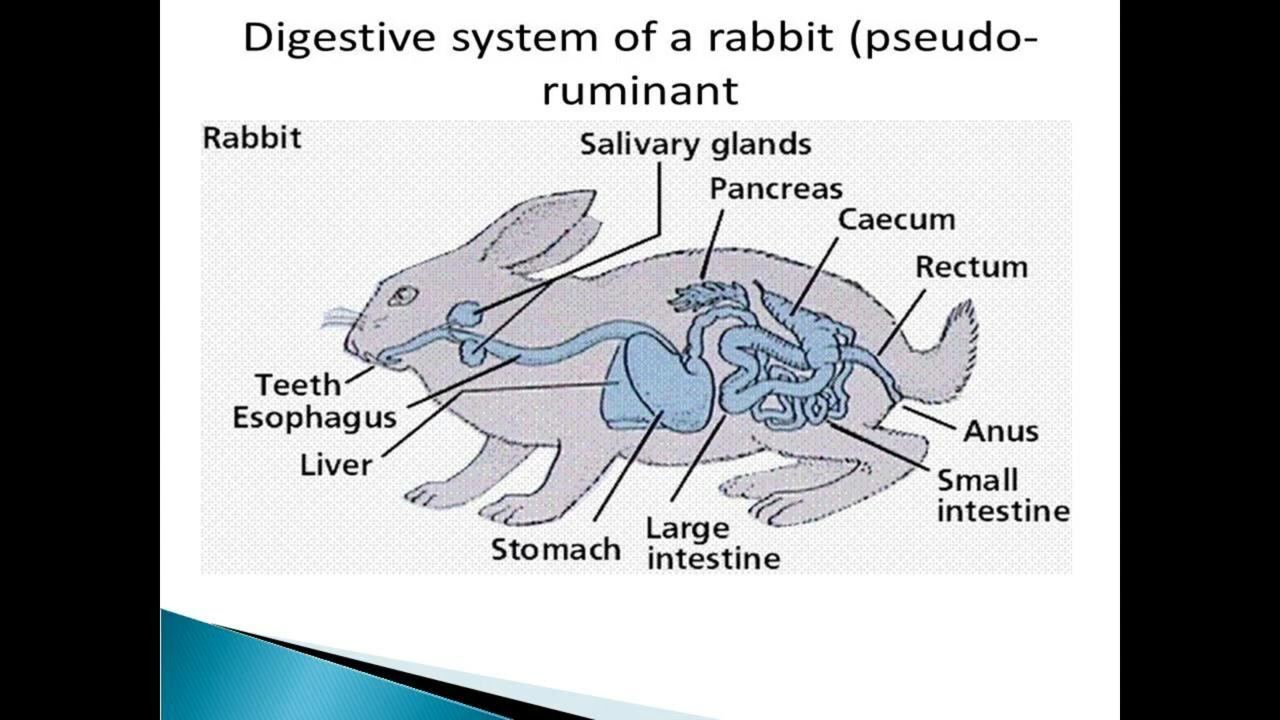 Digestive system of a rabbit (pseudo-
ruminant
Rabbit
Salivary glands
Pancreas
Caecum
Rectum
Teeth
Esophagus
Liver
Anus
Small
intestine
Stomach
Large
intestine